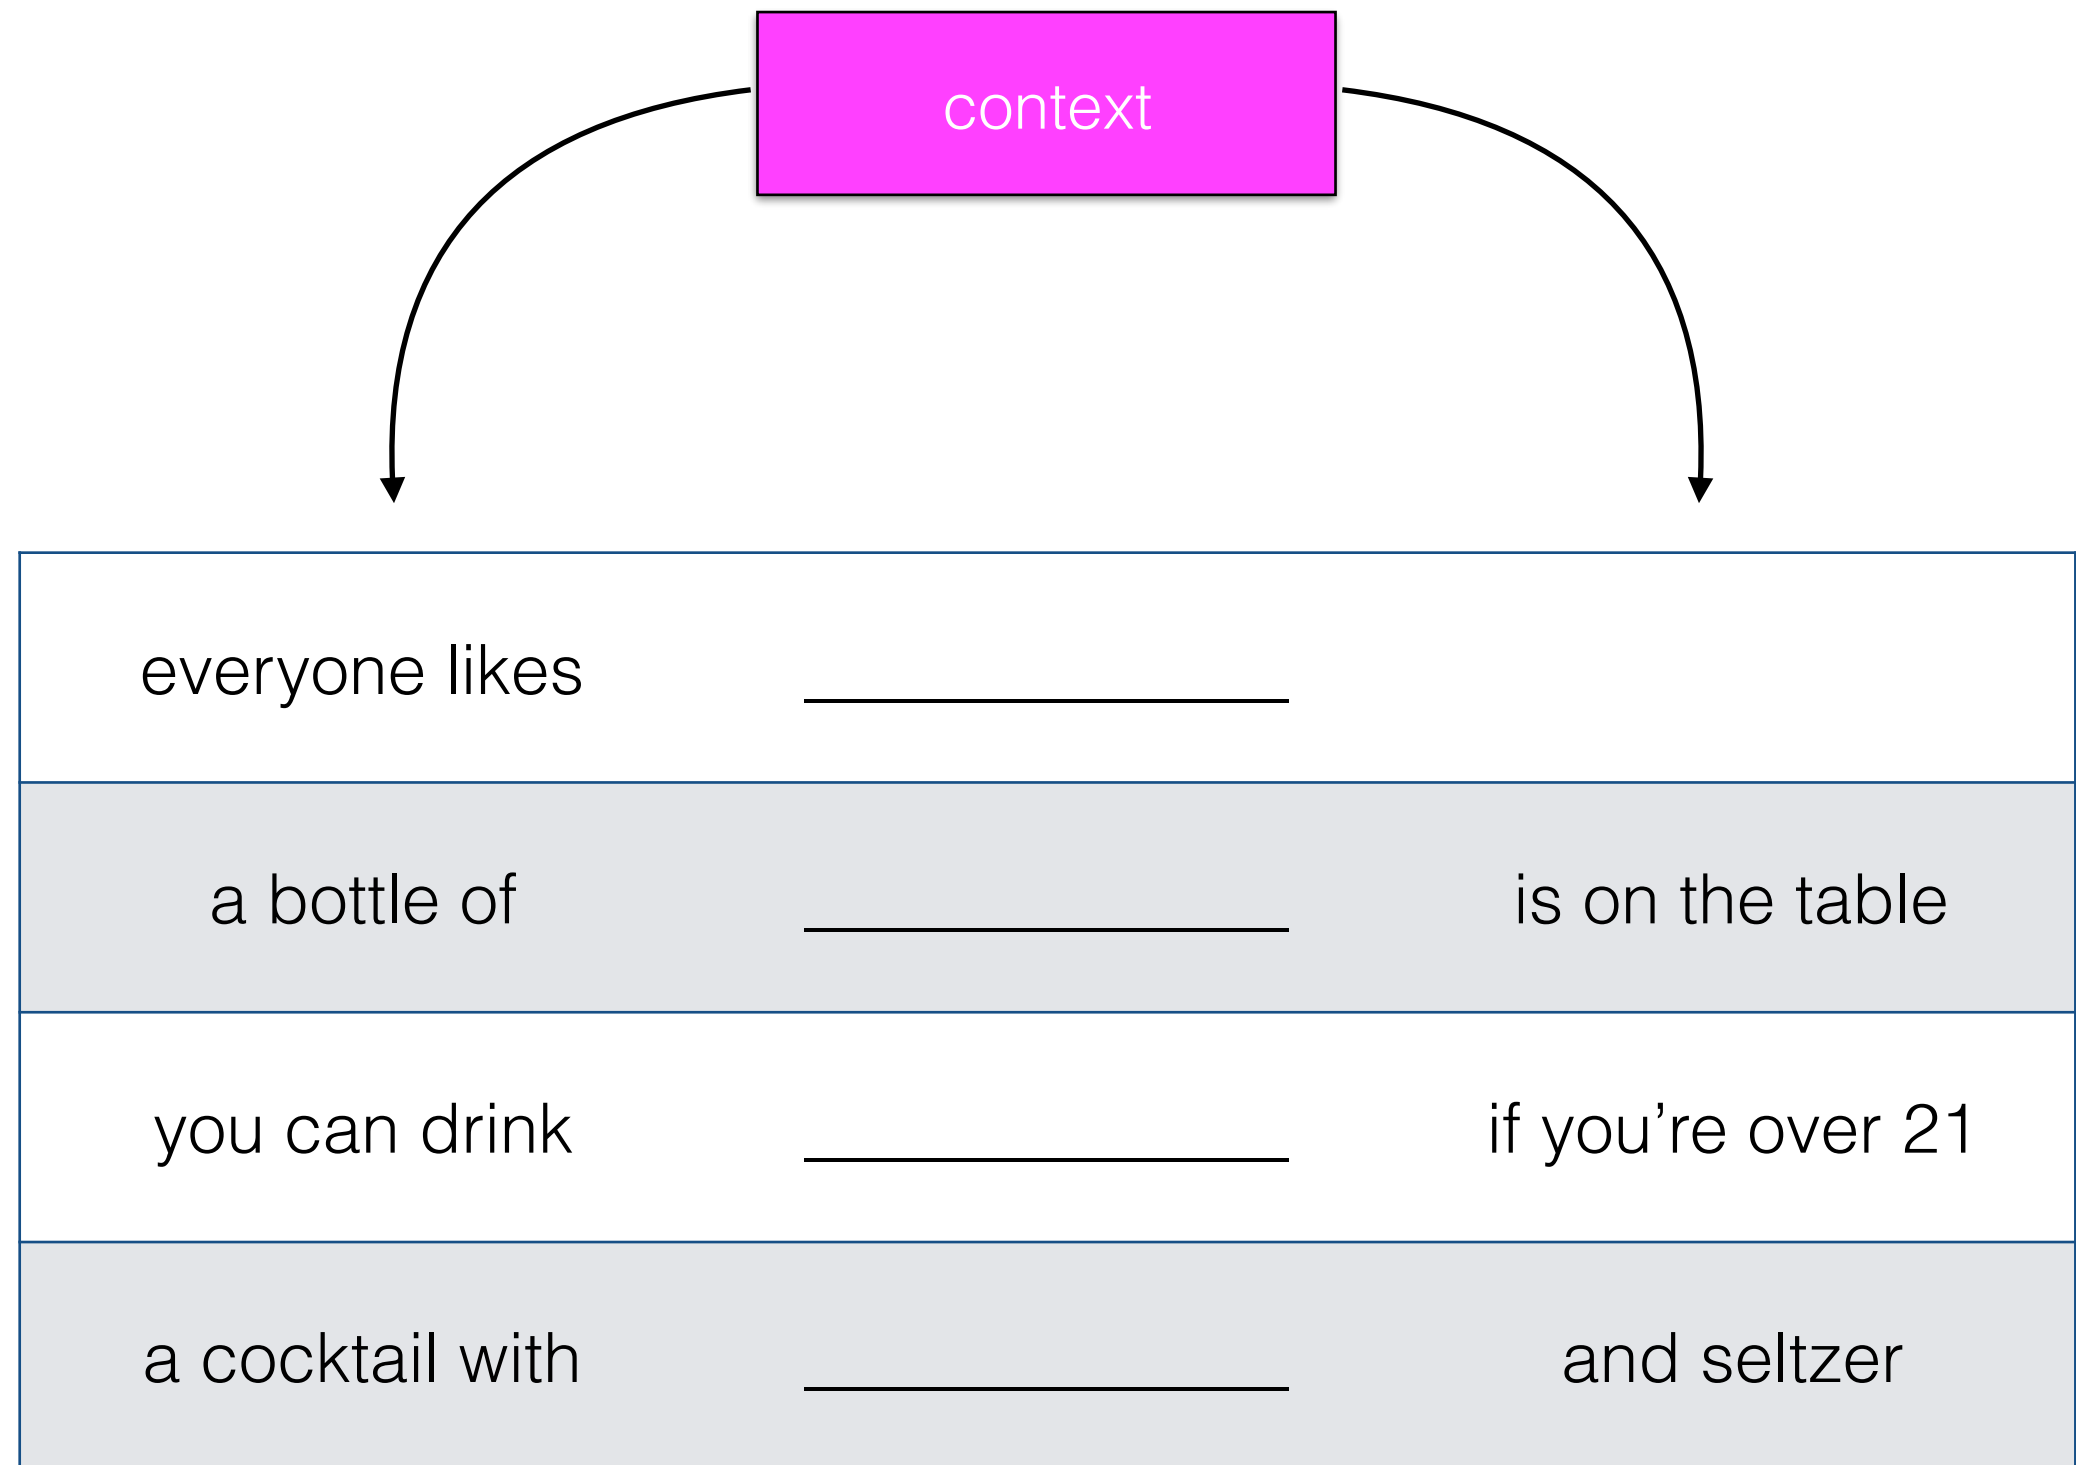 context
everyone likes
a bottle of is on the table
you can drink if you’re over 21
a cocktail with and seltzer